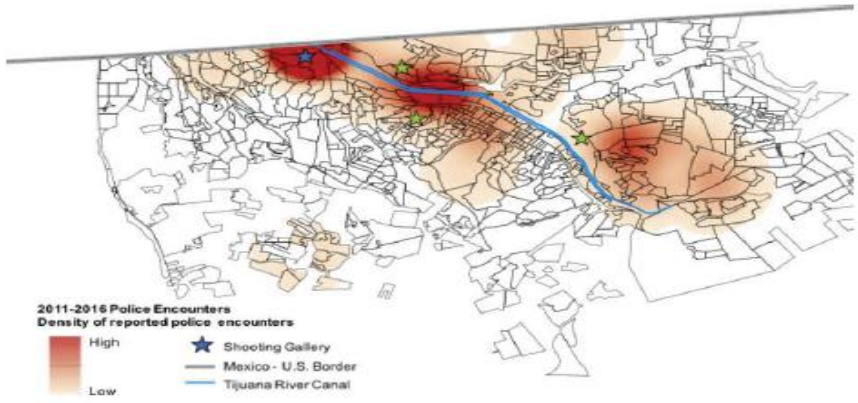 2011-2016 Police Encounters
Density of reported police encounters
High
Low
Shooting Gallery
Mexico - U.S. Border
Tijuana River Canal